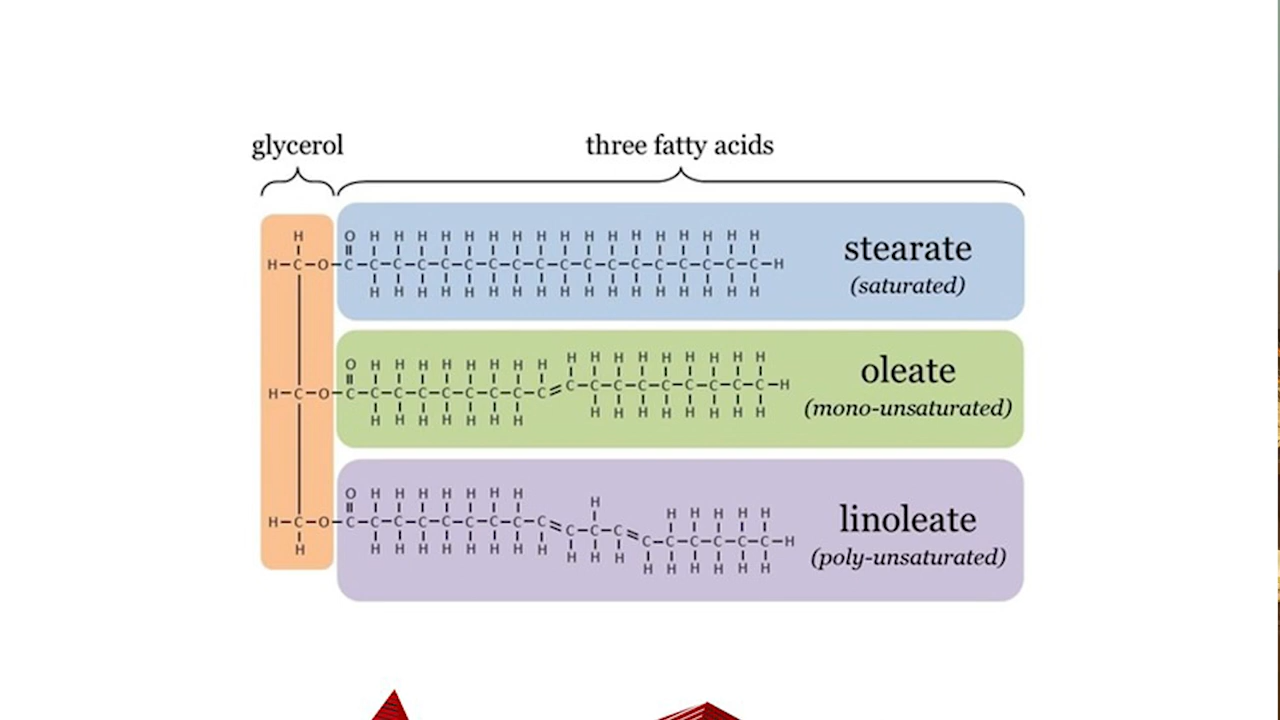 glycerol
three fatty acids
H O H H H H H H H H H H H H H H H H H
H-C-O-C-C-C-C-C-C-C-C-C-C-C-C-C-C-C-C-C-H
H H H H H H H H H H H H H H H H H
stearate
(saturated)
O H H H H H H H H H H H H H H H H H
H-C-O-C-C-C-C-C-C-C-C-C=C-C-C-C-C-C-C-C-C-H
H H H H H H H H H H H H H H H
oleate
(mono-unsaturated)
O H H H H H H H H H H H H H
H-C-O-C-C-C-C-C-C-C-C-C=C-C-C=C-C-C-C-C-C-H
H H H H H H H H H H H H H H H H H H
linoleate
(poly-unsaturated)